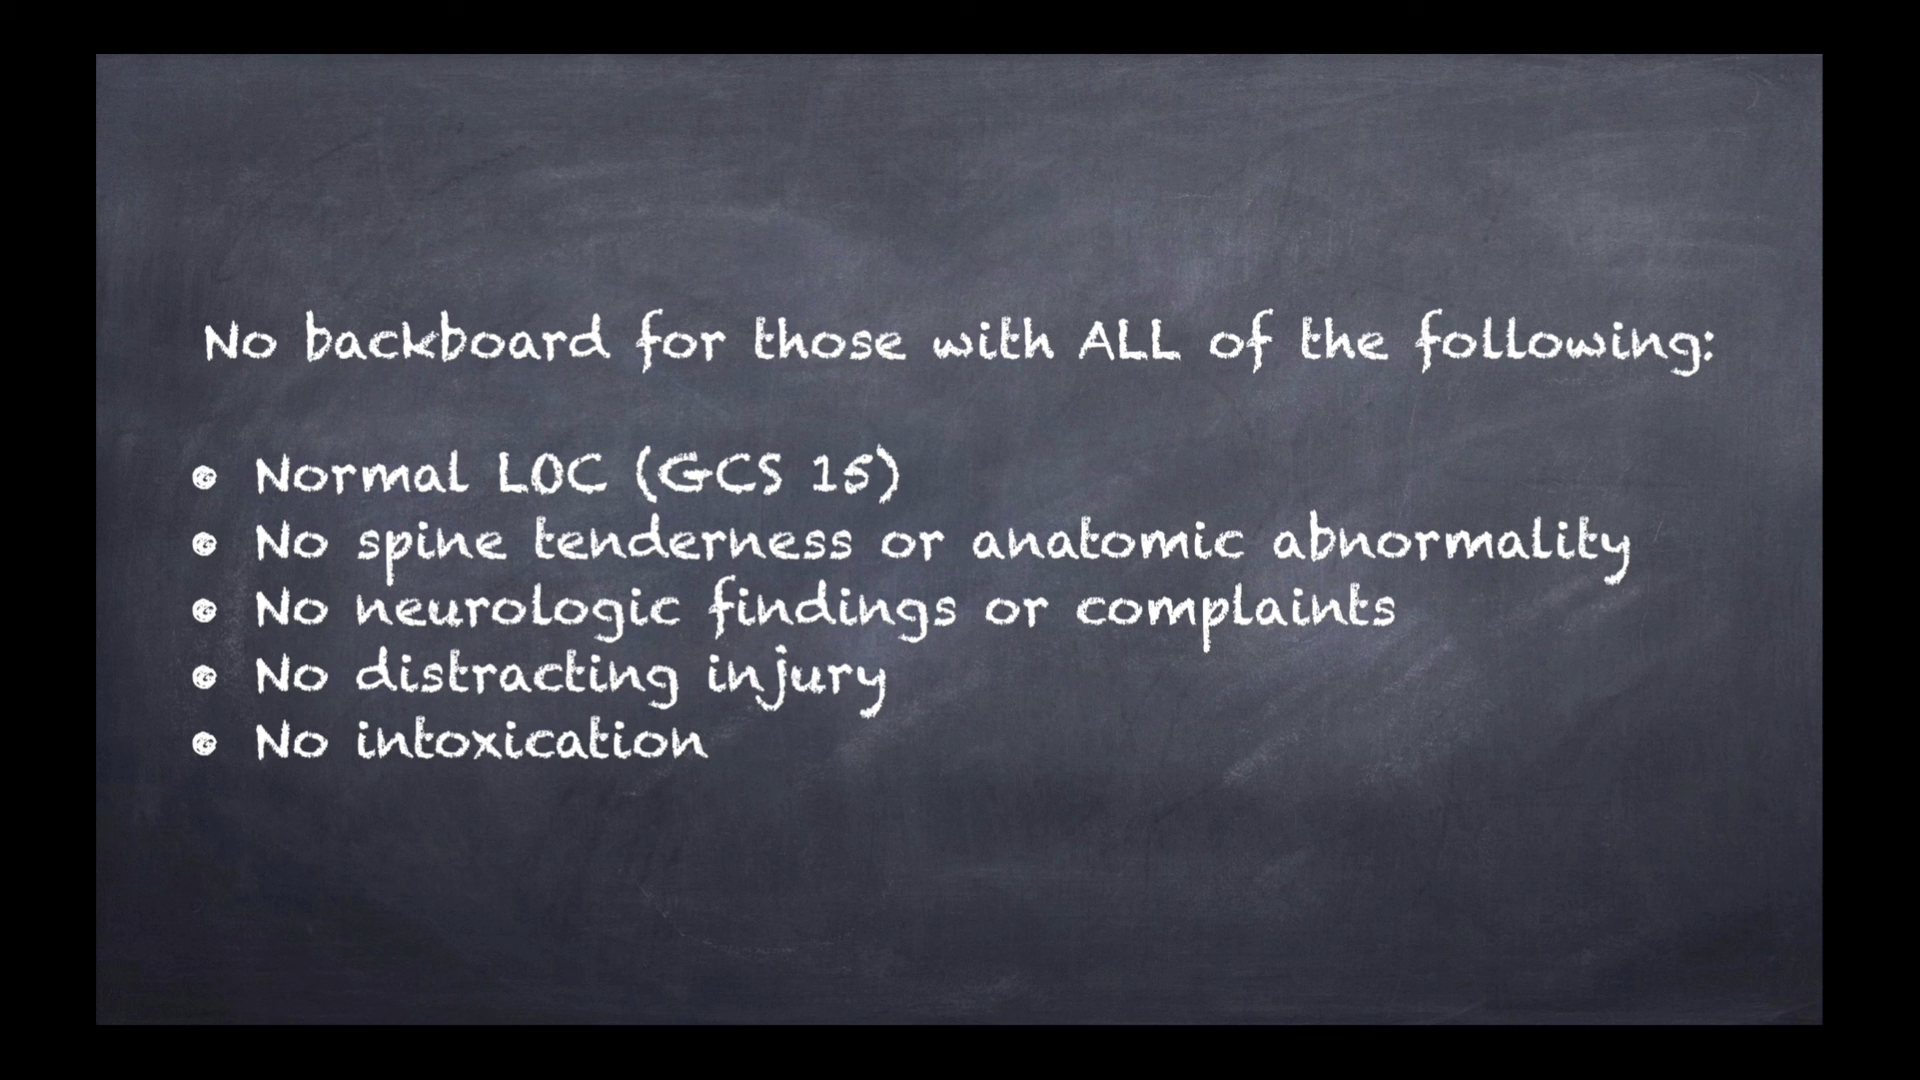 No backboard for those with ALL of the following:
• Normal LOC (GCS 15)
• No spine tenderness or anatomic abnormality
• No neurologic findings or complaints
• No distracting injury
• No intoxication